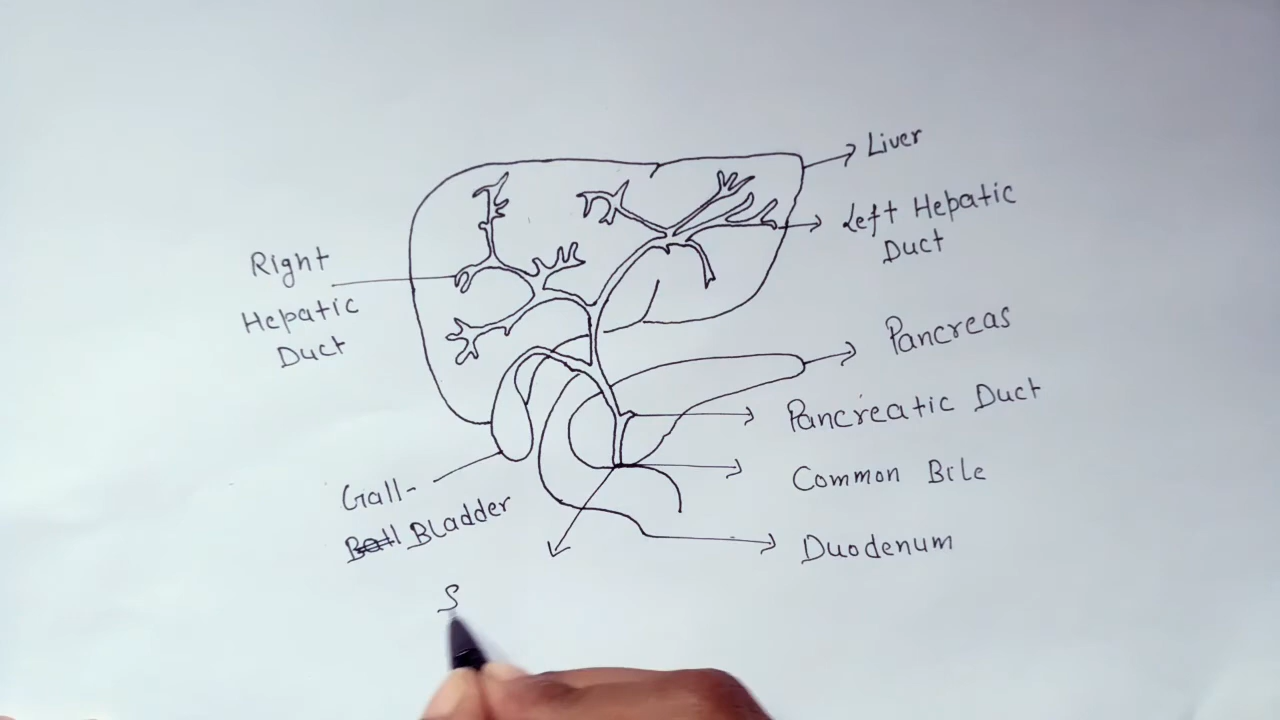 Liver
Left Hepatic
Duct
Right
Hepatic
Duct
Pancreas
Pancreatic Duct
Common Bile
Gall-
Bladder
Duodenum
S